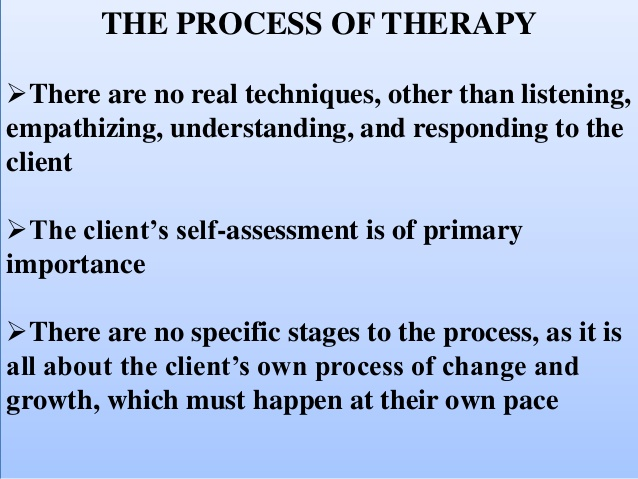 THE PROCESS OF THERAPY
➢There are no real techniques, other than listening,
empathizing, understanding, and responding to the
client
➢The client’s self-assessment is of primary
importance
➢There are no specific stages to the process, as it is
all about the client’s own process of change and
growth, which must happen at their own pace